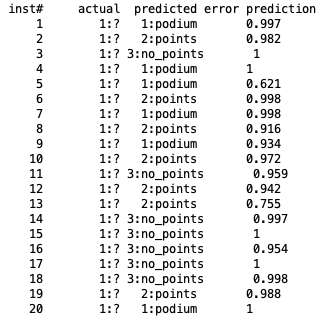 inst# actual predicted error prediction
1 1:? 1:podium 0.997
2 1:? 2:points 0.982
3 1:? 3:no_points 1
4 1:? 1:podium 1
5 1:? 1:podium 0.621
6 1:? 2:points 0.998
7 1:? 1:podium 0.998
8 1:? 2:points 0.916
9 1:? 1:podium 0.934
10 1:? 2:points 0.972
11 1:? 3:no_points 0.959
12 1:? 2:points 0.942
13 1:? 2:points 0.755
14 1:? 3:no_points 0.997
15 1:? 3:no_points 1
16 1:? 3:no_points 0.954
17 1:? 3:no_points 1
18 1:? 3:no_points 0.998
19 1:? 2:points 0.988
20 1:? 1:podium 1